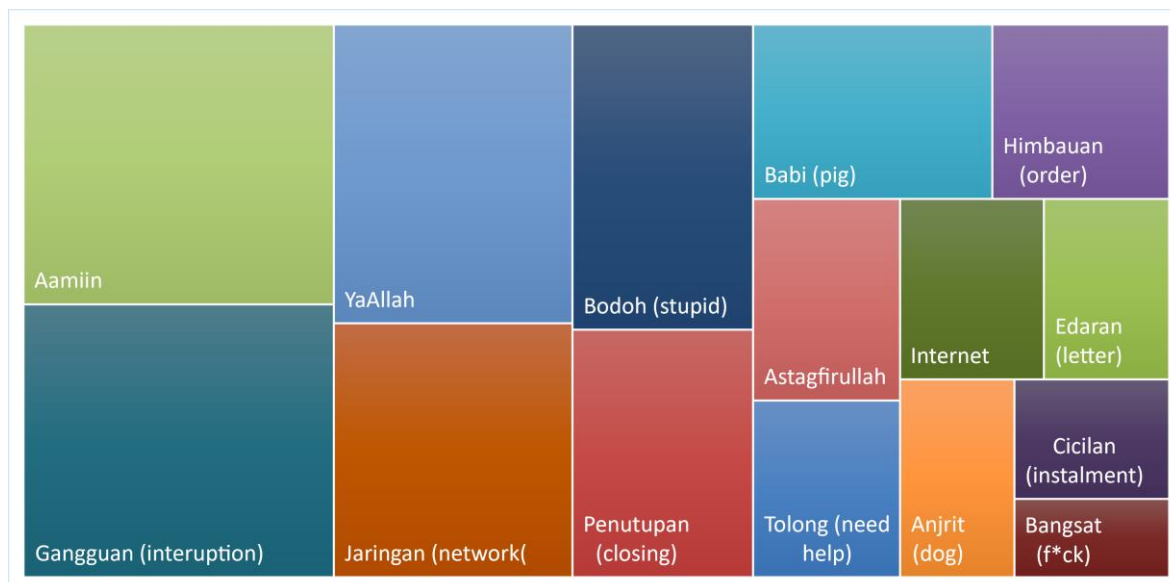 Aamiin
Gangguan (interuption)
YaAllah
Jaringan (network(
Bodoh (stupid)
Penutupan
(closing)
Babi (pig)
Himbauan
(order)
Astagfirullah
Internet
Edaran
(letter)
Tolong (need
help)
Anjrit
(dog)
Cicilan
(instalment)
Bangsat
(f*ck)